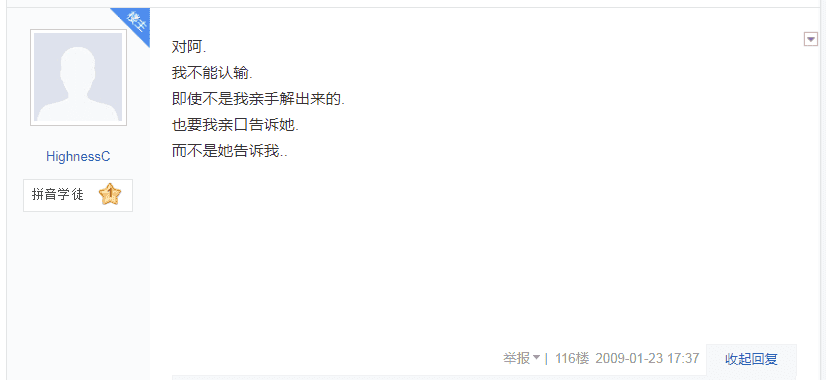 楼主
对阿.
我不能认输.
即使不是我亲手解出来的.
也要我亲口告诉她.
而不是她告诉我..
HighnessC
拼音学徒 1
举报 | 116楼 2009-01-23 17:37 收起回复